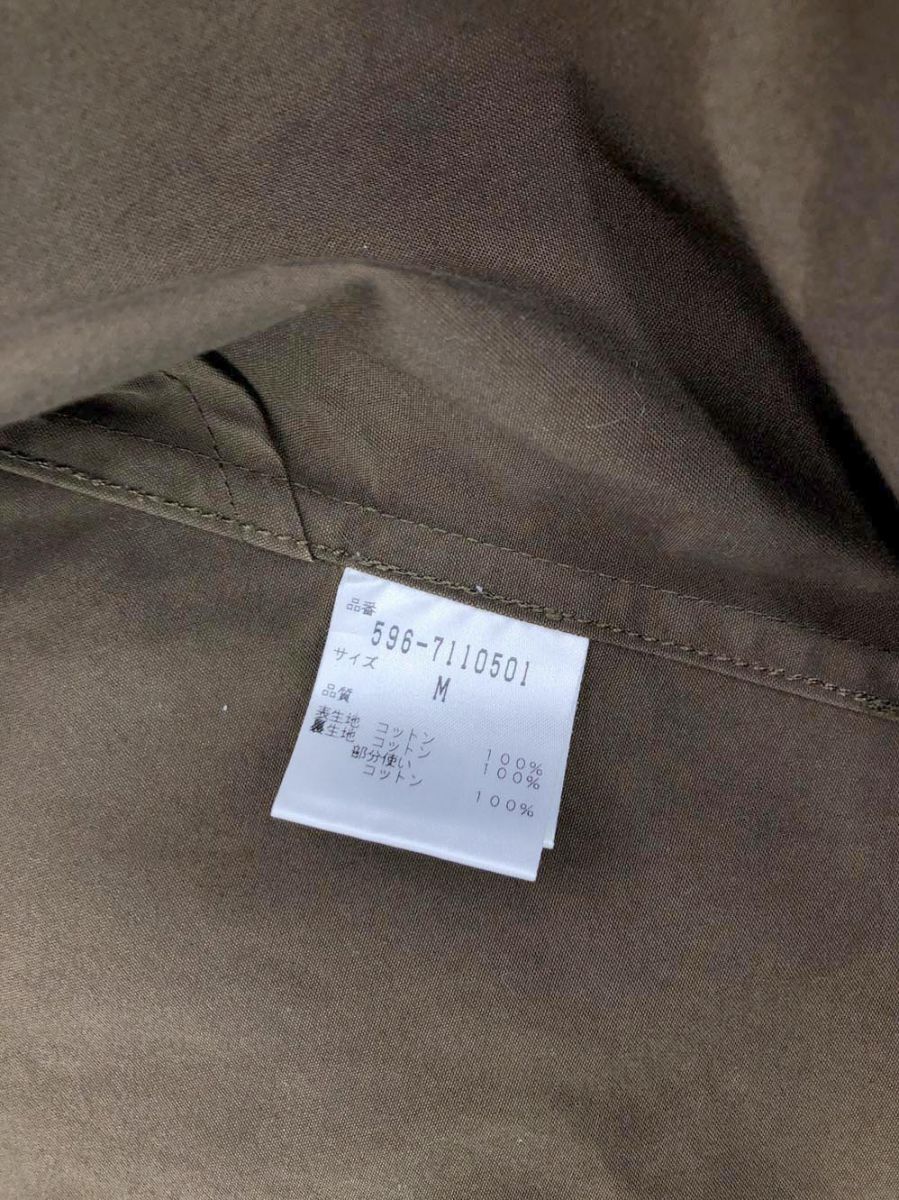 品番
596-7110501
サイズ
M
品質
表生地 コットン 100%
裏生地 コットン 100%
部分使い
コットン 100%